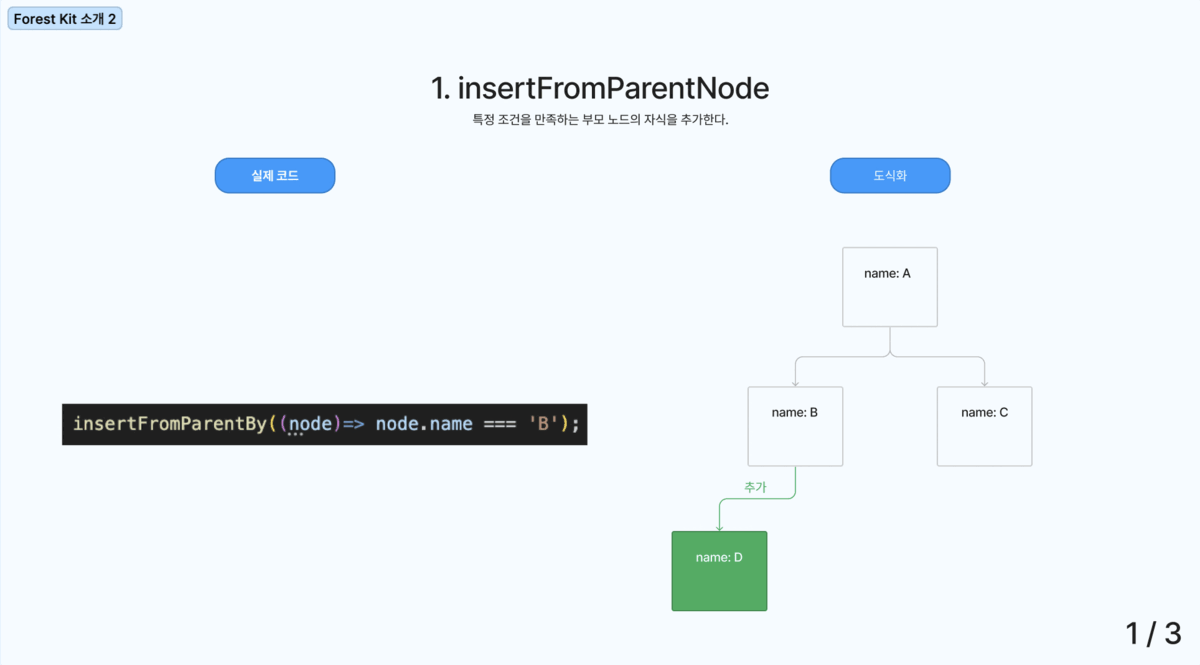 Forest Kit 소개 2
1. insertFromParentNode
특정 조건을 만족하는 부모 노드의 자식을 추가한다.
실제 코드
도식화
insertFromParentBy((node)=> node.name === 'B');
name: A
name: B
name: C
추가
name: D
1 / 3